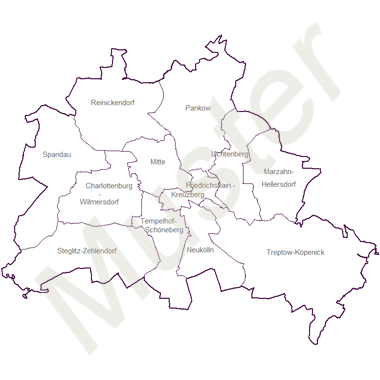 Reinickendorf
Pankow
Spandau
Mitte
Lichtenberg
Marzahn-
Hellersdorf
Charlottenburg
-
Wilmersdorf
Friedrichshain -
Kreuzberg
Tempelhof-
Schöneberg
Steglitz-Zehlendorf
Neukölln
Treptow-Köpenick
Muster